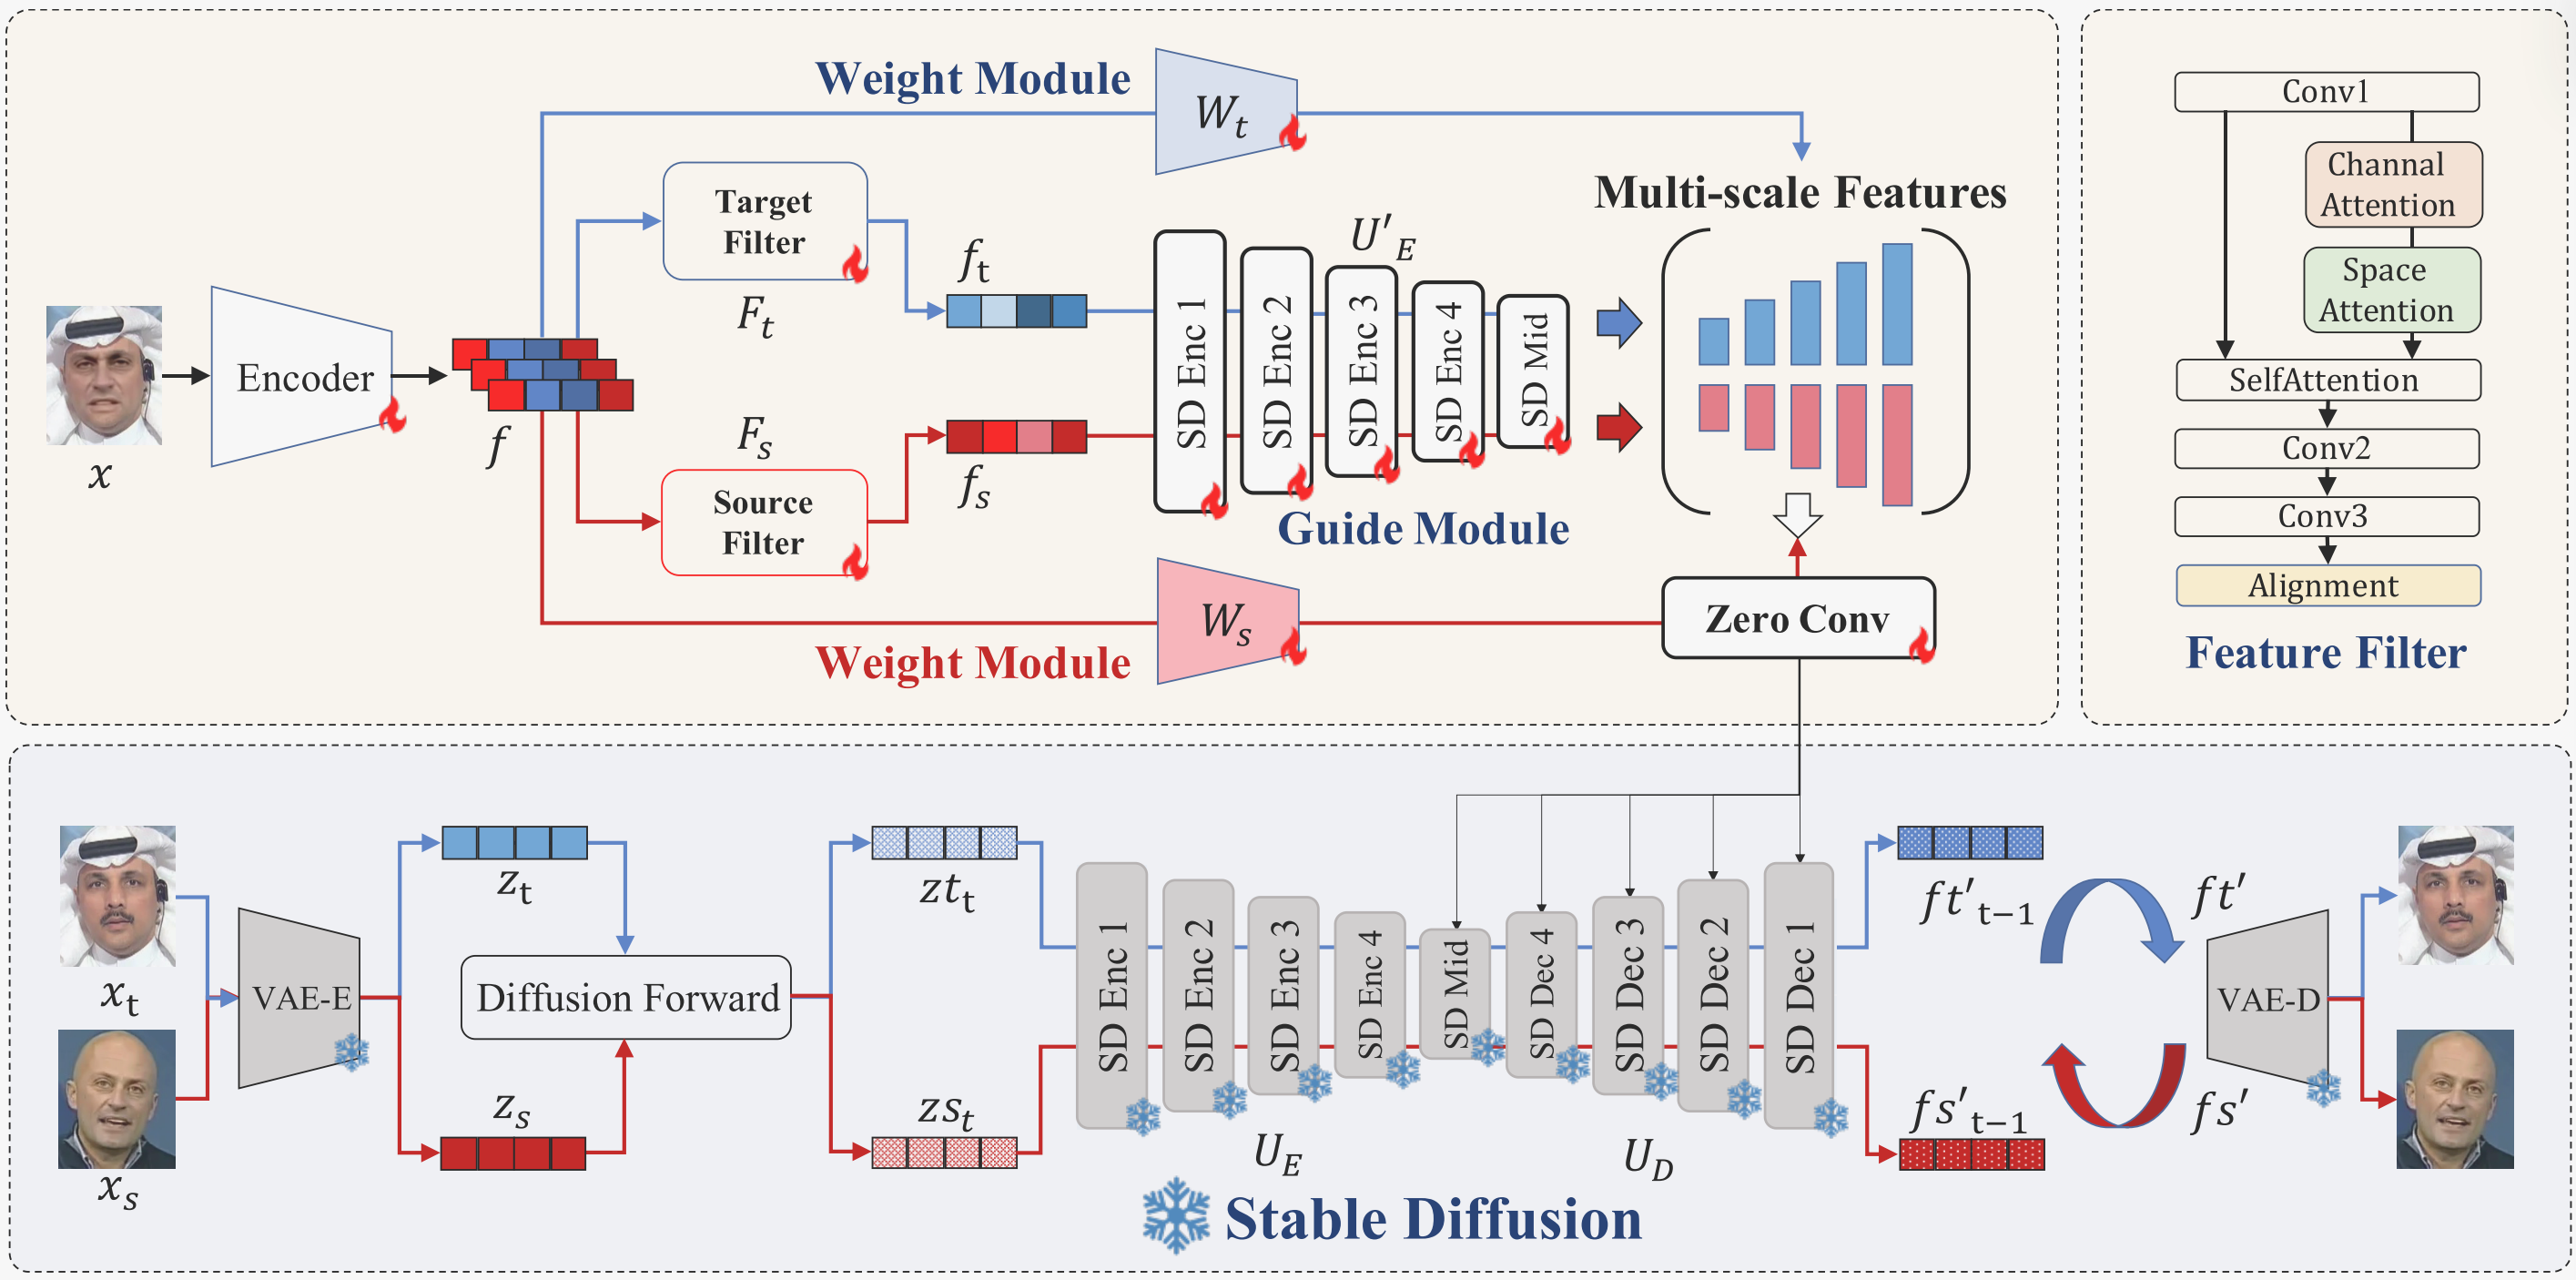 Weight Module
W_t
Target
Filter
F_t
f_t
U'_E
Multi-scale Features
x
Encoder
f
SD Enc 1
SD Enc 2
SD Enc 3
SD Enc 4
SD Mid
F_s
Source
Filter
f_s
Guide Module
Weight Module
W_s
Zero Conv
Conv1
Channal
Attention
Space
Attention
SelfAttention
Conv2
Conv3
Alignment
Feature Filter
x_t
x_s
VAE-E
z_t
Diffusion Forward
z_s
zt_t
zs_t
SD Enc 1
SD Enc 2
SD Enc 3
SD Enc 4
SD Mid
SD Dec 4
SD Dec 3
SD Dec 2
SD Dec 1
U_E
U_D
ft'_{t−1}
fs'_{t−1}
ft'
fs'
VAE-D
Stable Diffusion